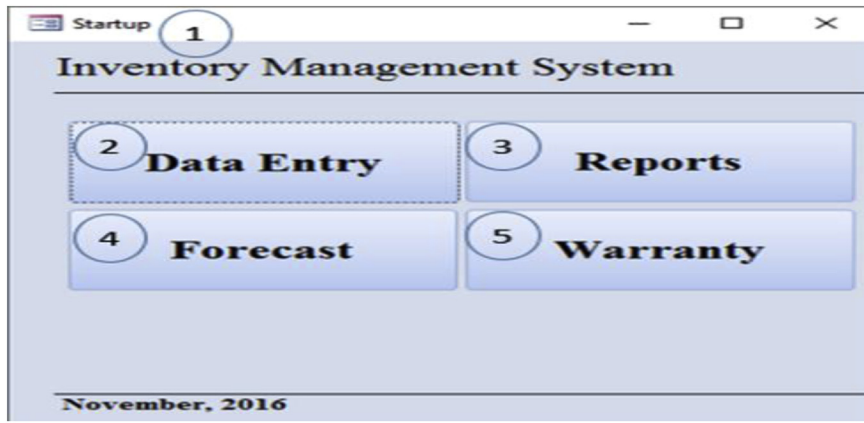 Startup 1
Inventory Management System
2 Data Entry
3 Reports
4 Forecast
5 Warranty
November, 2016